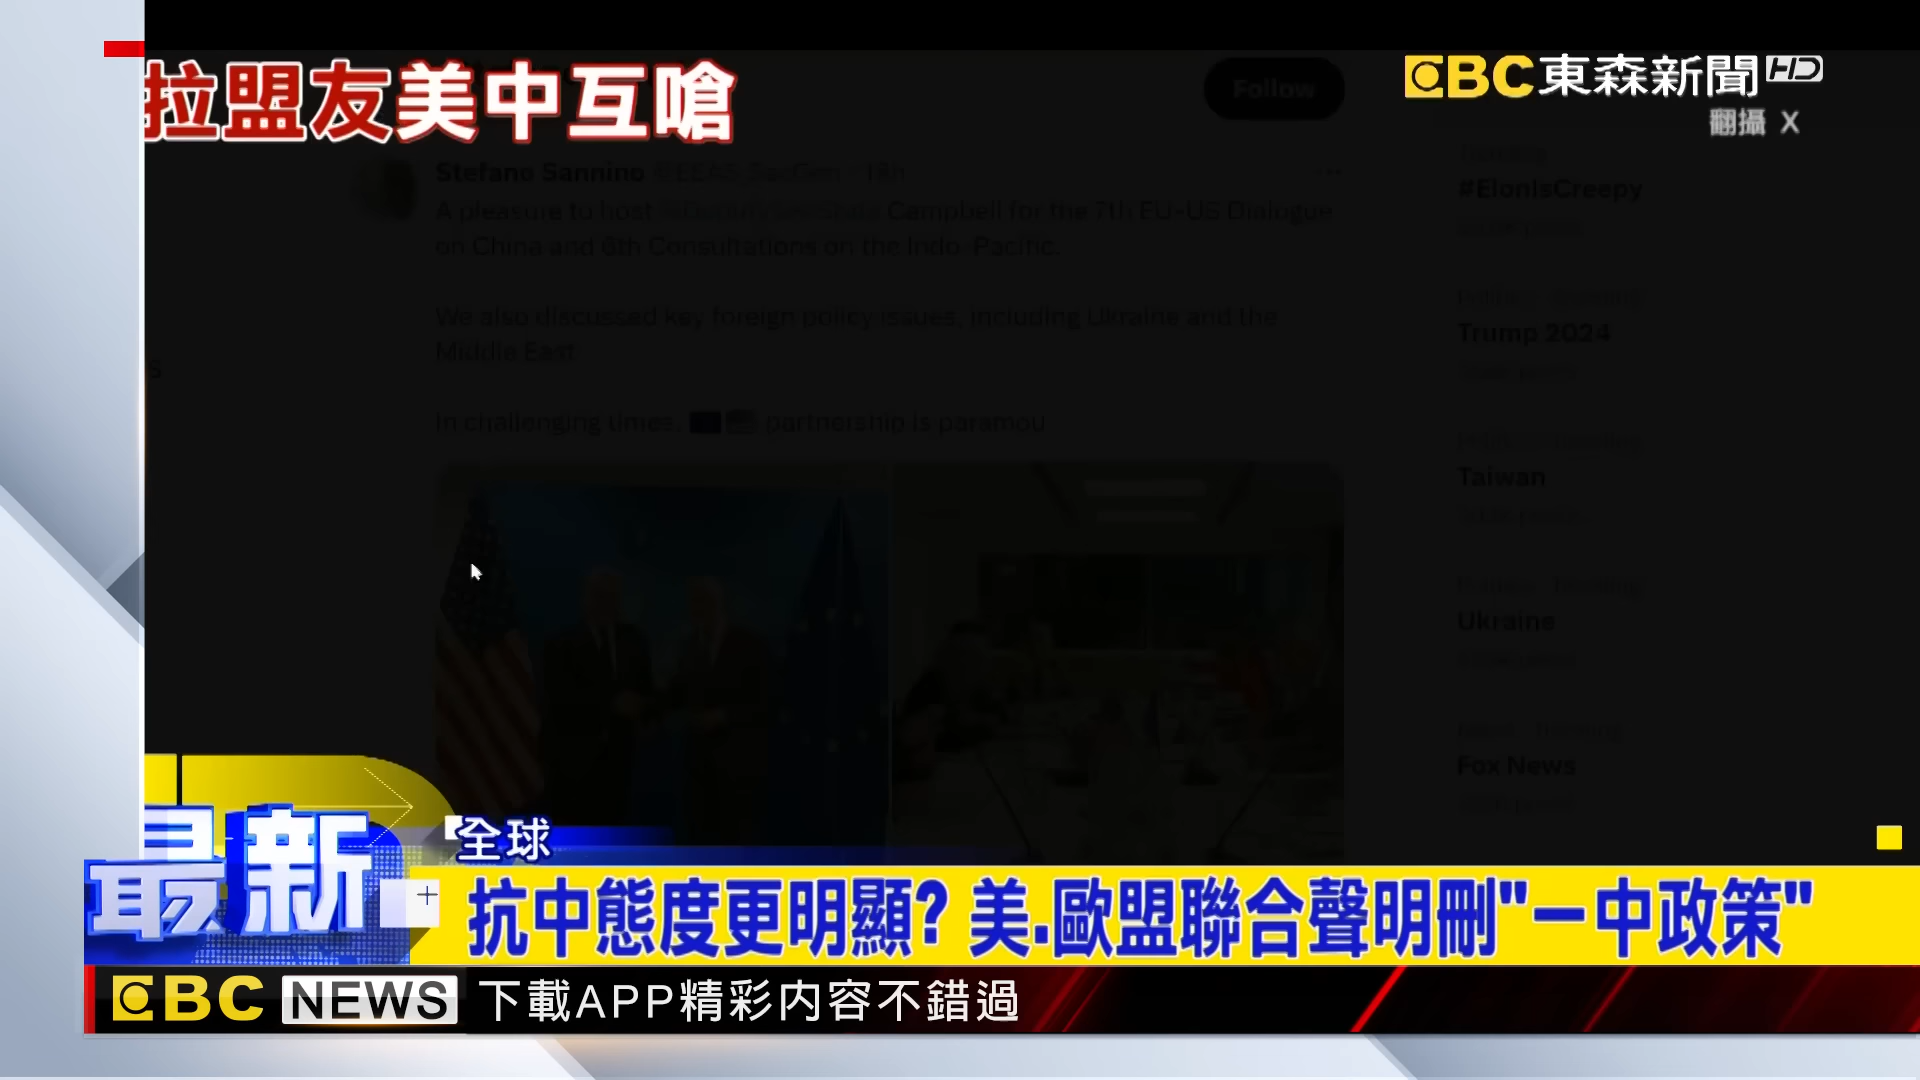 拉盟友美中互嗆
EBC東森新聞HD
翻攝 X
Follow
Stefano Sannino
A pleasure to host Campbell for the 7th EU-US Dialogue
on China and 6th Consultations on the Indo-Pacific.
We also discussed key foreign policy issues, including Ukraine and the
Middle East
In challenging times, partnership is paramou
#ElonIsCreepy
Trump 2024
Taiwan
Ukraine
Fox News
最新
全球
抗中態度更明顯? 美.歐盟聯合聲明刪"一中政策"
EBC NEWS 下載APP精彩內容不錯過